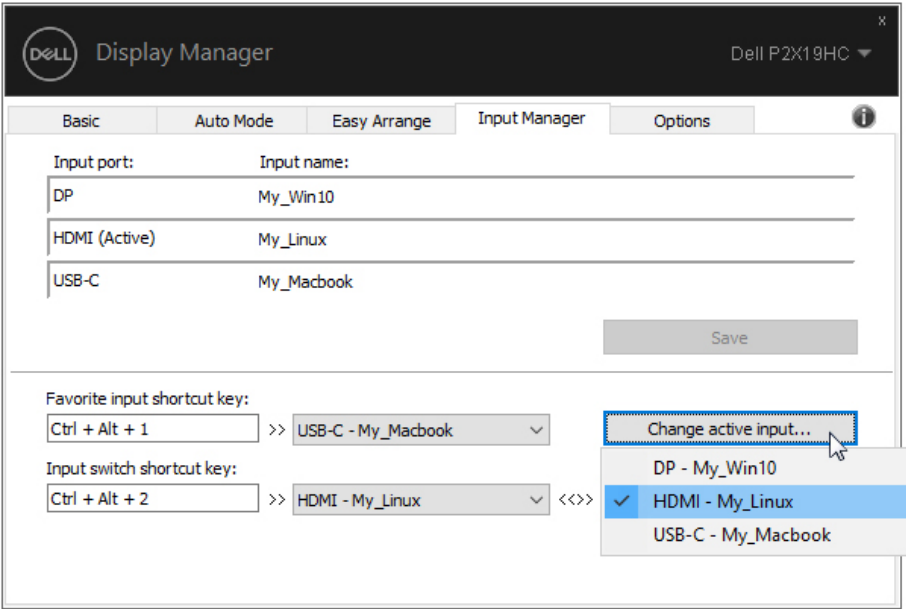 x
DELL Display Manager Dell P2X19HC
Basic Auto Mode Easy Arrange Input Manager Options i
Input port: Input name:
DP My_Win10
HDMI (Active) My_Linux
USB-C My_Macbook
Save
Favorite input shortcut key:
Ctrl + Alt + 1 >> USB-C - My_Macbook Change active input...
Input switch shortcut key:
Ctrl + Alt + 2 >> HDMI - My_Linux <<>>
DP - My_Win10
HDMI - My_Linux
USB-C - My_Macbook